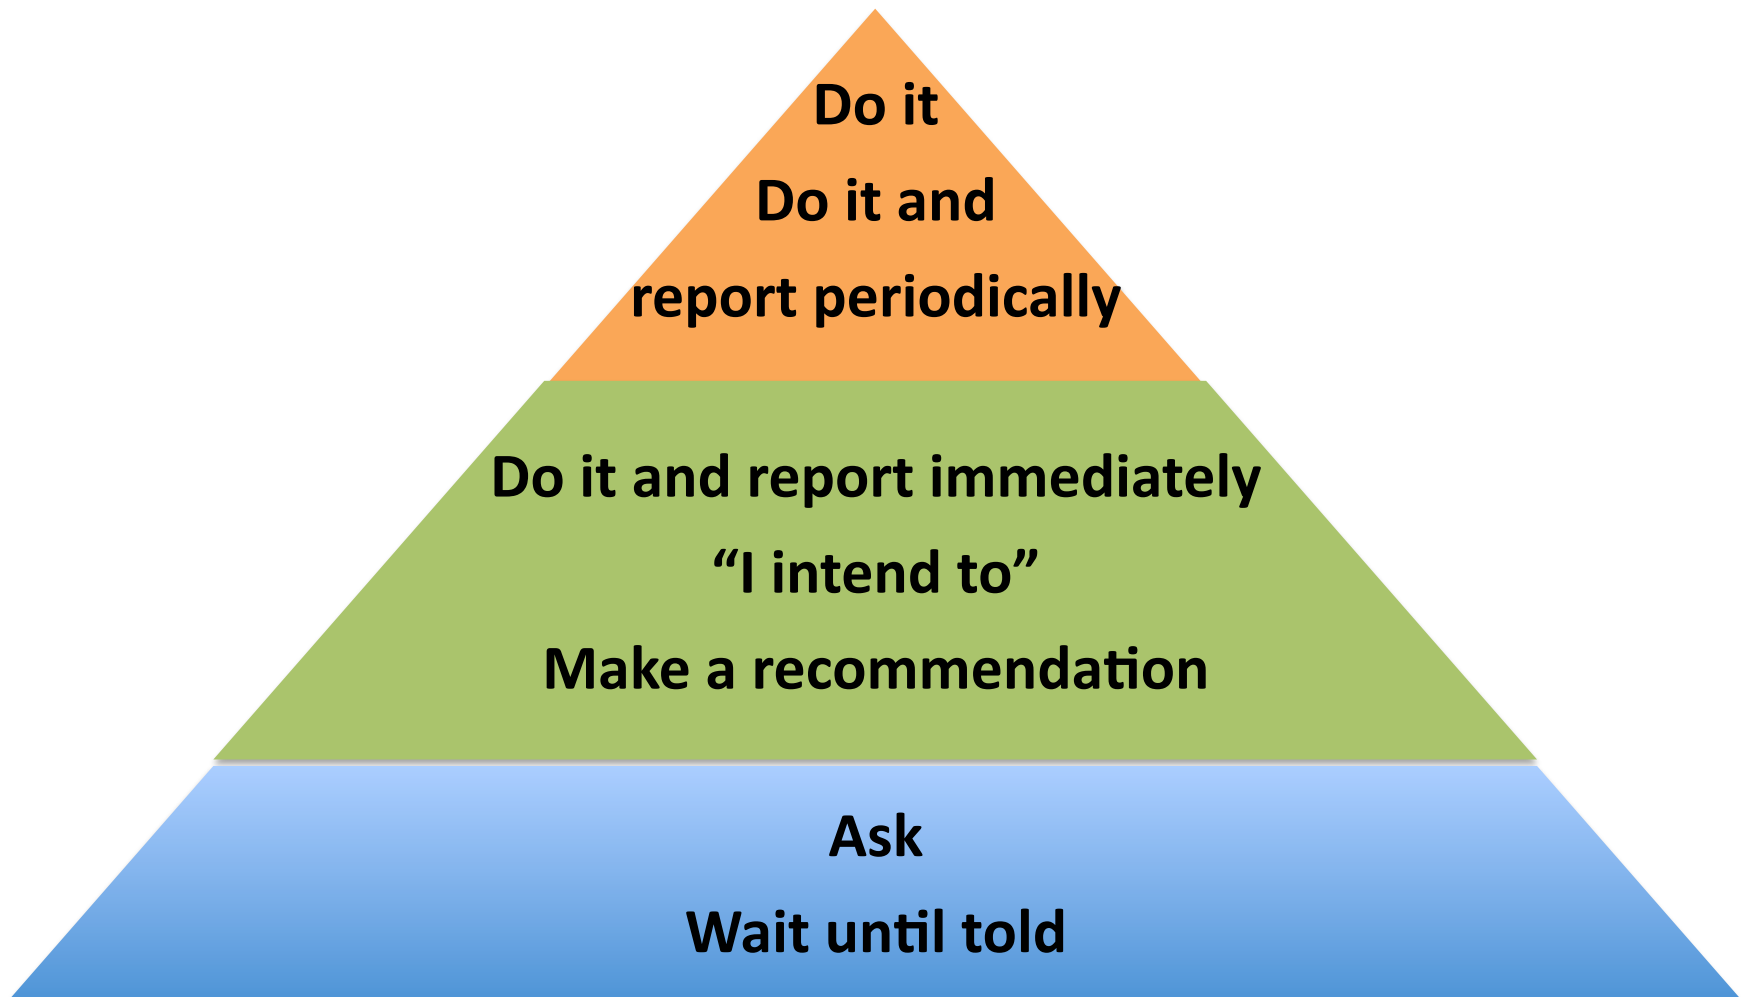 Do it
Do it and
report periodically
Do it and report immediately
“I intend to”
Make a recommendation
Ask
Wait until told